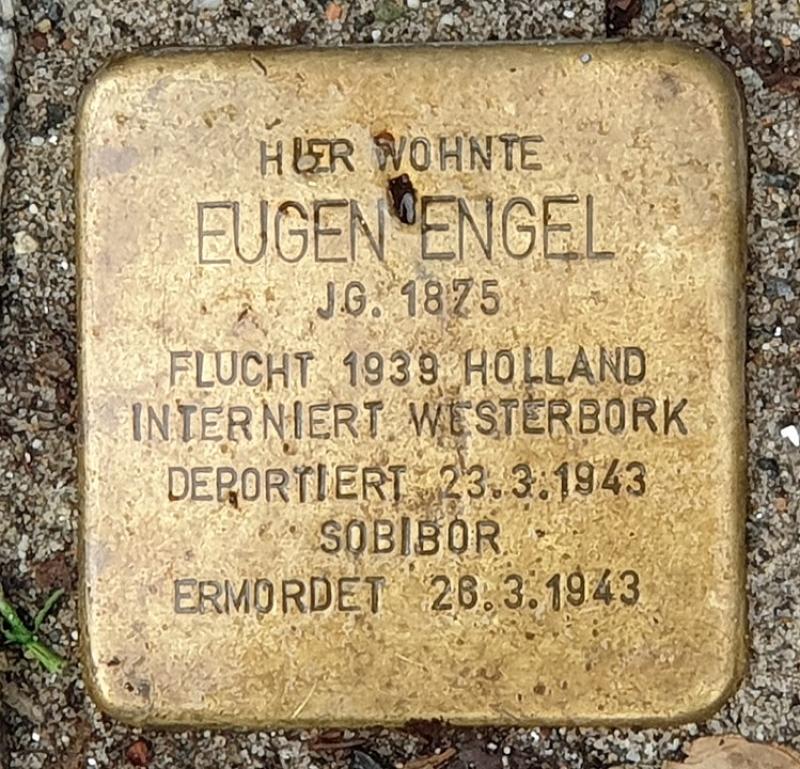 HIER WOHNTE
EUGEN ENGEL
JG. 1875
FLUCHT 1939 HOLLAND
INTERNIERT WESTERBORK
DEPORTIERT 23.3.1943
SOBIBOR
ERMORDET 26.3.1943